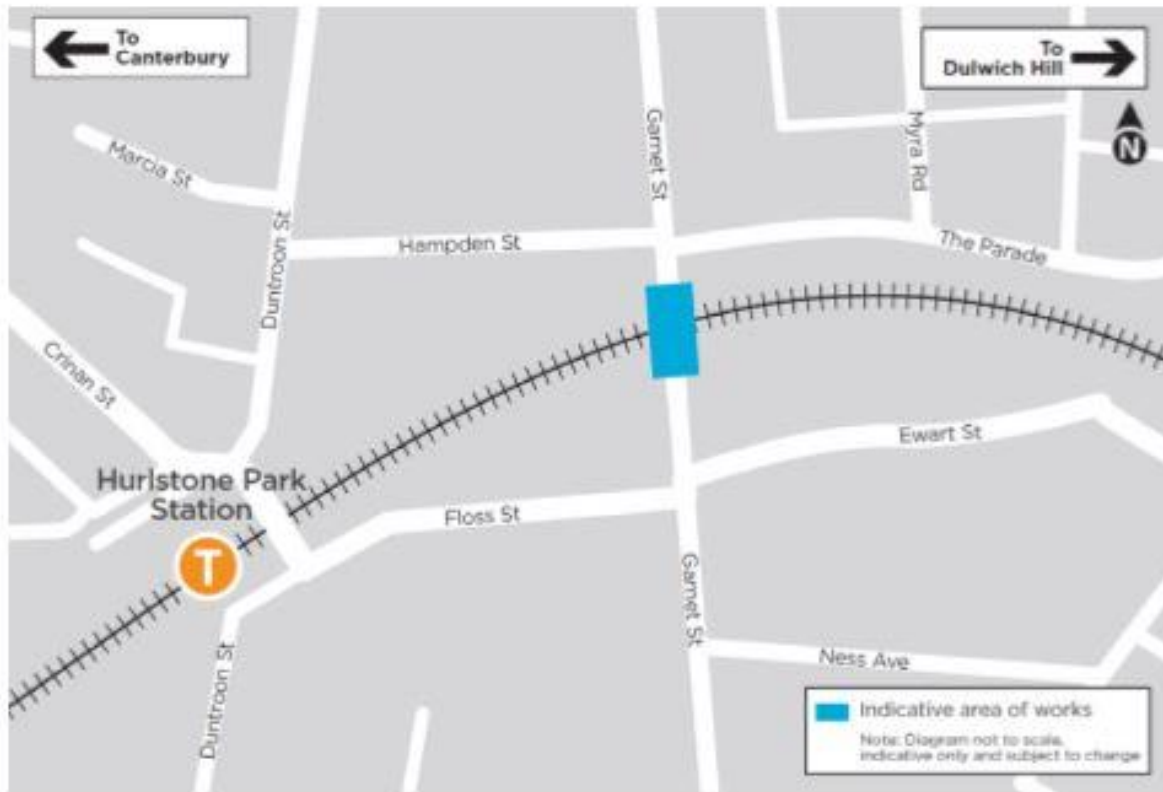 To
Canterbury
To
Dulwich Hill
N
Marcia St
Duntroon St
Hampden St
Garnet St
Myra Rd
The Parade
Crinan St
Hurlstone Park
Station
T
Floss St
Ewart St
Garnet St
Ness Ave
Duntroon St
Indicative area of works
Note: Diagram not to scale,
indicative only and subject to change